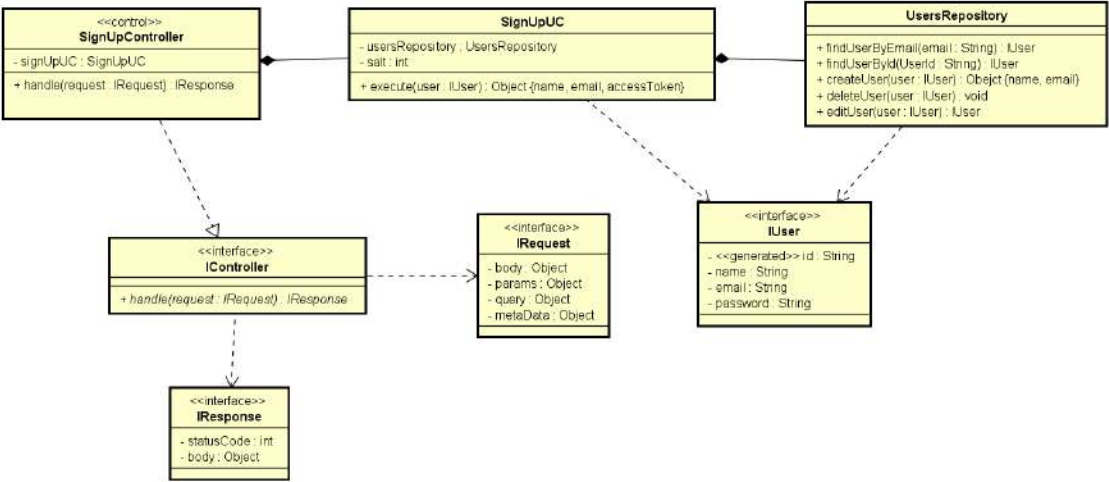 <<control>>
SignUpController
- signUpUC : SignUpUC
+ handle(request : IRequest) : IResponse
SignUpUC
- usersRepository : UsersRepository
- salt : int
+ execute(user : IUser) : Object {name, email, accessToken}
UsersRepository
+ findUserByEmail(email : String) : IUser
+ findUserById(UserId : String) : IUser
+ createUser(user : IUser) : Obejct {name, email}
+ deleteUser(user : IUser) : void
+ editUser(user : IUser) : IUser
<<interface>>
IController
+ handle(request : IRequest) : IResponse
<<interface>>
IRequest
- body : Object
- params : Object
- query : Object
- metaData : Object
<<interface>>
IUser
- <<generated>> id : String
- name : String
- email : String
- password : String
<<interface>>
IResponse
- statusCode : int
- body : Object